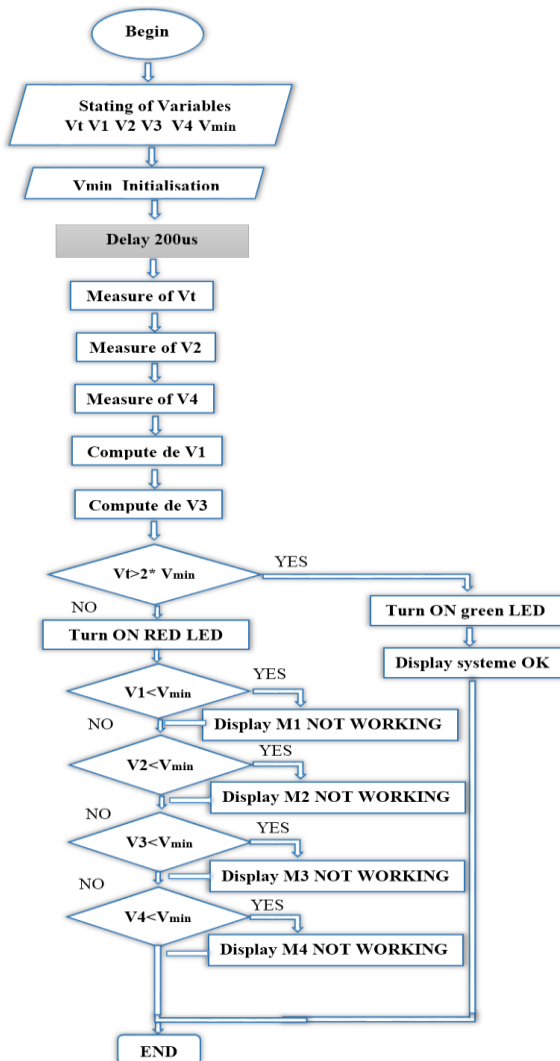 Begin
Stating of Variables
Vt V1 V2 V3 V4 Vmin
Vmin Initialisation
Delay 200us
Measure of Vt
Measure of V2
Measure of V4
Compute de V1
Compute de V3
Vt>2* Vmin
YES
NO
Turn ON green LED
Turn ON RED LED
Display systeme OK
V1<Vmin
YES
NO
Display M1 NOT WORKING
V2<Vmin
YES
NO
Display M2 NOT WORKING
V3<Vmin
YES
NO
Display M3 NOT WORKING
V4<Vmin
YES
Display M4 NOT WORKING
END